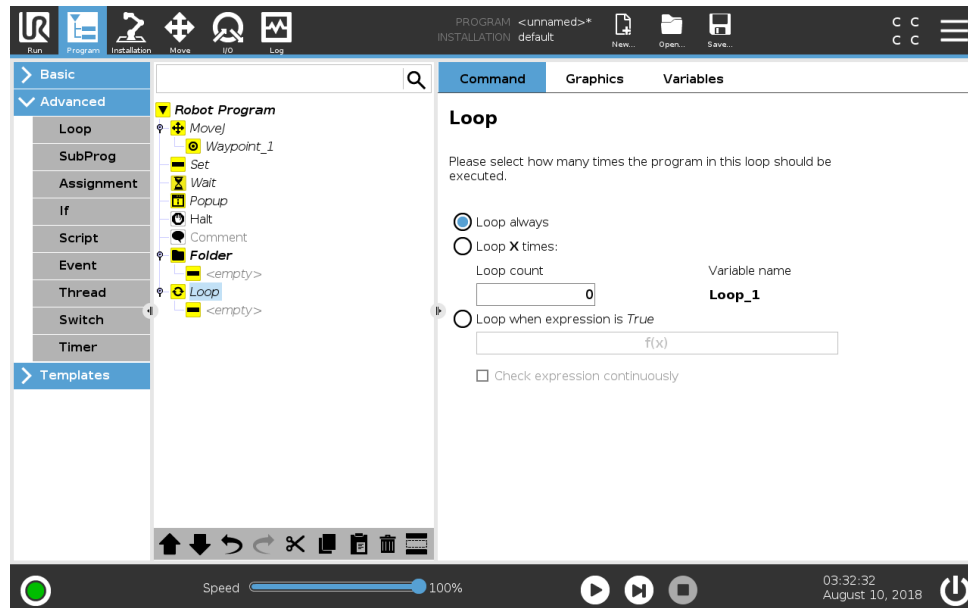 PROGRAM <unnamed>*
INSTALLATION default
C C
C C
UR
Run
Program
Installation
Move
I/O
Log
New...
Open...
Save...
Basic
Advanced
Loop
SubProg
Assignment
If
Script
Event
Thread
Switch
Timer
Templates
Robot Program
MoveJ
Waypoint_1
Set
Wait
Popup
Halt
Comment
Folder
<empty>
Loop
<empty>
Command Graphics Variables
Loop
Please select how many times the program in this loop should be
executed.
Loop always
Loop X times:
Loop count Variable name
0 Loop_1
Loop when expression is True
f(x)
Check expression continuously
Speed 100%
03:32:32
August 10, 2018